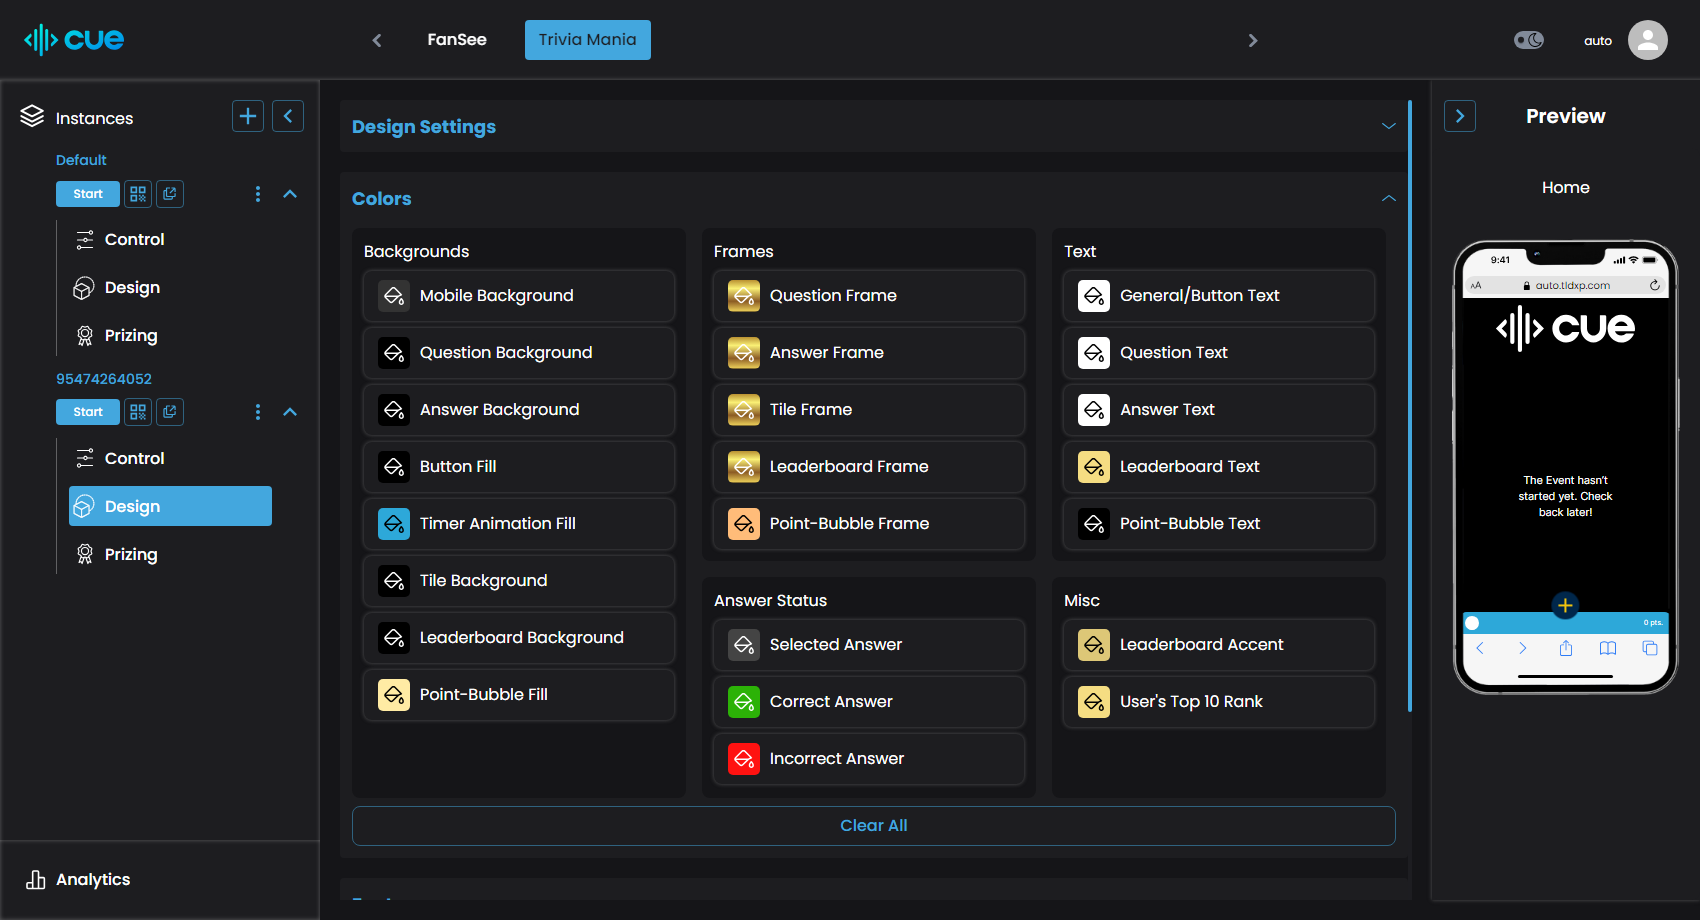 cue
FanSee
Trivia Mania
auto
Instances
Default
Start
Control
Design
Prizing
95474264052
Start
Control
Design
Prizing
Analytics
Design Settings
Colors
Backgrounds
Mobile Background
Question Background
Answer Background
Button Fill
Timer Animation Fill
Tile Background
Leaderboard Background
Point-Bubble Fill
Frames
Question Frame
Answer Frame
Tile Frame
Leaderboard Frame
Point-Bubble Frame
Text
General/Button Text
Question Text
Answer Text
Leaderboard Text
Point-Bubble Text
Answer Status
Selected Answer
Correct Answer
Incorrect Answer
Misc
Leaderboard Accent
User's Top 10 Rank
Clear All
Preview
Home
9:41
AA
auto.tldxp.com
cue
The Event hasn't
started yet. Check
back later!
0 pts.